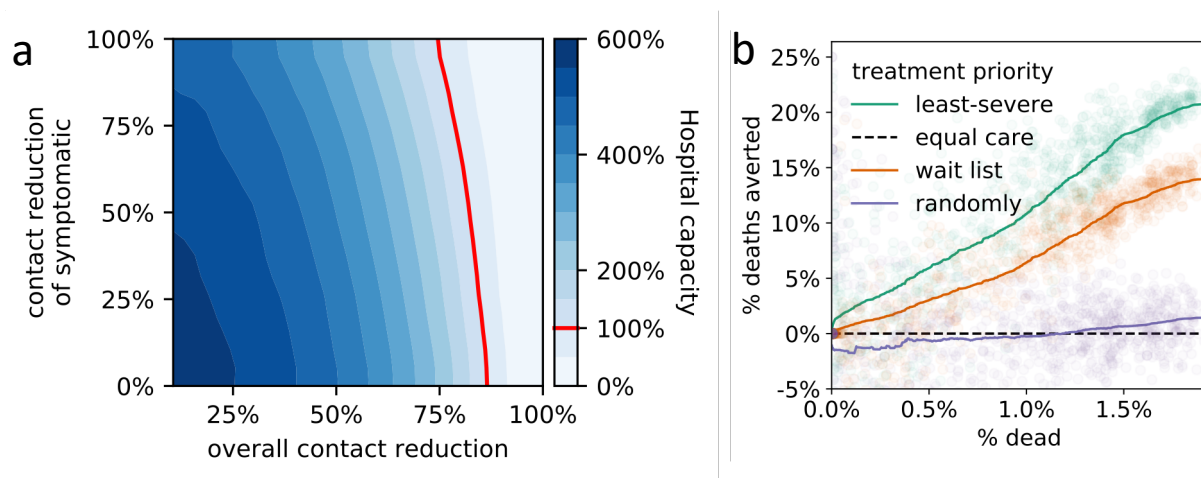 a
100%
75%
50%
25%
0%
contact reduction
of symptomatic
25%
50%
75%
100%
overall contact reduction
600%
400%
200%
100%
0%
Hospital capacity
b
25%
20%
15%
10%
5%
0%
-5%
% deaths averted
treatment priority
least-severe
equal care
wait list
randomly
0.0%
0.5%
1.0%
1.5%
% dead